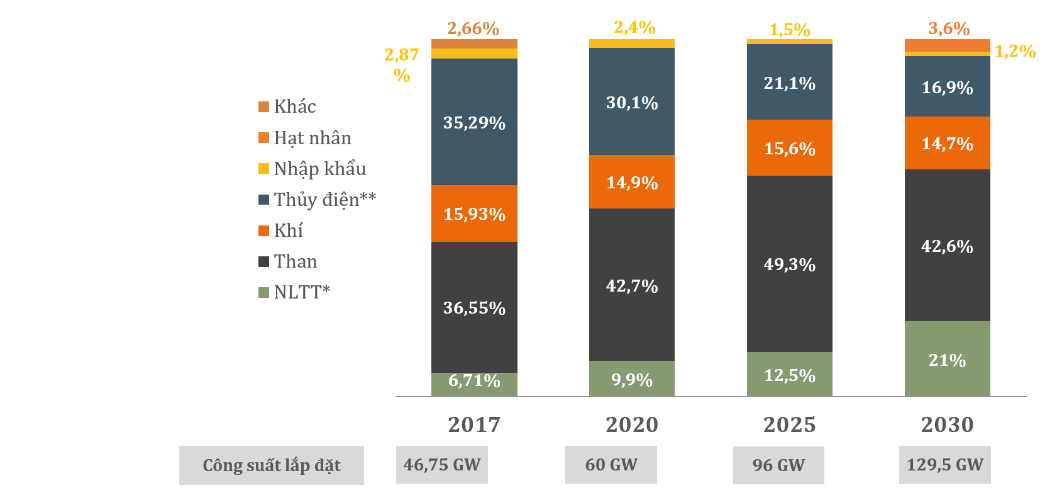 2,66%
2,4%
1,5%
3,6%
2,87
%
1,2%
Khác
Hạt nhân
Nhập khẩu
Thủy điện**
Khí
Than
NLTT*
35,29%
15,93%
36,55%
6,71%
30,1%
14,9%
42,7%
9,9%
21,1%
15,6%
49,3%
12,5%
16,9%
14,7%
42,6%
21%
2017
2020
2025
2030
Công suất lắp đặt
46,75 GW
60 GW
96 GW
129,5 GW